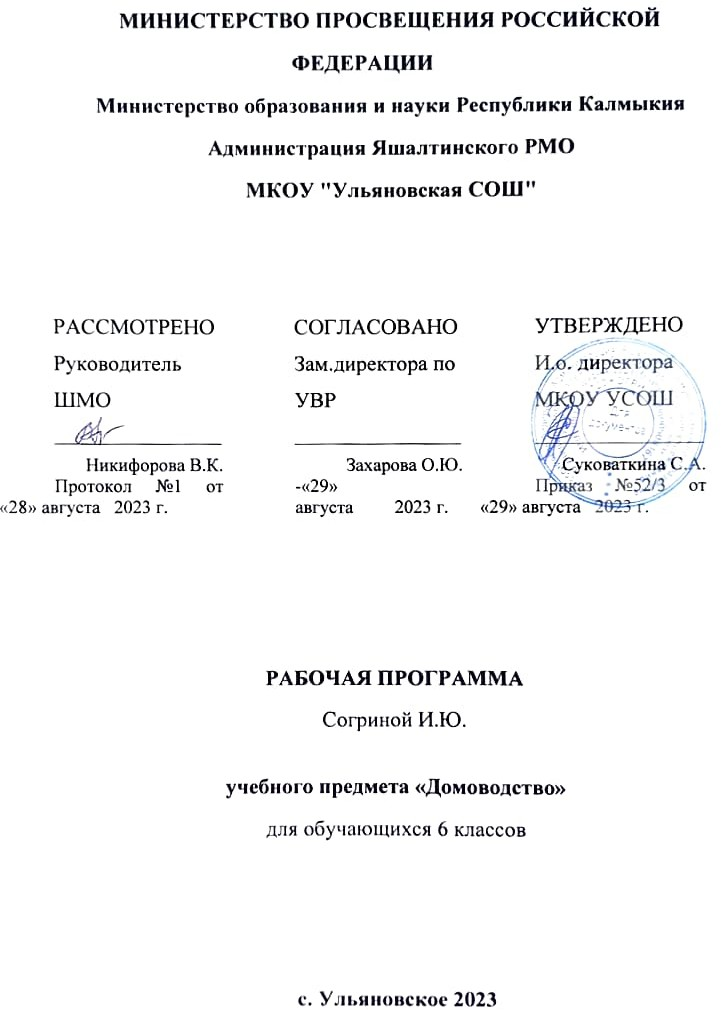 МИНИСТЕРСТВО ПРОСВЕЩЕНИЯ РОССИЙСКОЙ
ФЕДЕРАЦИИ
Министерство образования и науки Республики Калмыкия
Администрация Яшалтинского РМО
МКОУ "Ульяновская СОШ"
РАССМОТРЕНО
Руководитель
ШМО
Никифорова В.К.
Протокол №1 от
«28» августа 2023 г.
СОГЛАСОВАНО
Зам.директора по
УВР
Захарова О.Ю.
-«29»
августа 2023 г.
УТВЕРЖДЕНО
И.о. директора
МКОУ УСОШ
Для
документов
Суковаткина С.А.
Приказ №52/3 от
«29» августа 2023 г.
РАБОЧАЯ ПРОГРАММА
Согриной И.Ю.
учебного предмета «Домоводство»
для обучающихся 6 классов
с. Ульяновское 2023